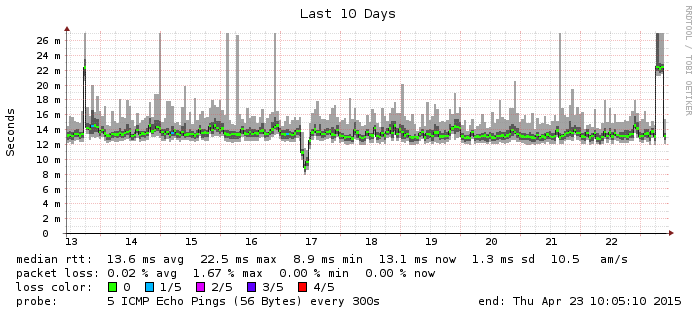 Last 10 Days
RRDTOOL / TOBI OETIKER
Seconds
26 m
24 m
22 m
20 m
18 m
16 m
14 m
12 m
10 m
8 m
6 m
4 m
2 m
0
13 14 15 16 17 18 19 20 21 22
median rtt: 13.6 ms avg 22.5 ms max 8.9 ms min 13.1 ms now 1.3 ms sd 10.5 am/s
packet loss: 0.02 % avg 1.67 % max 0.00 % min 0.00 % now
loss color: 0 1/5 2/5 3/5 4/5
probe: 5 ICMP Echo Pings (56 Bytes) every 300s end: Thu Apr 23 10:05:10 2015